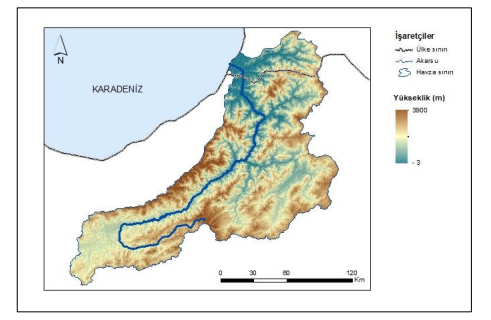 N
KARADENİZ
İşaretçiler
Ülke sınırı
Akarsu
Havza sınırı
Yükseklik (m)
3900
- 3
0 30 60 120
Km